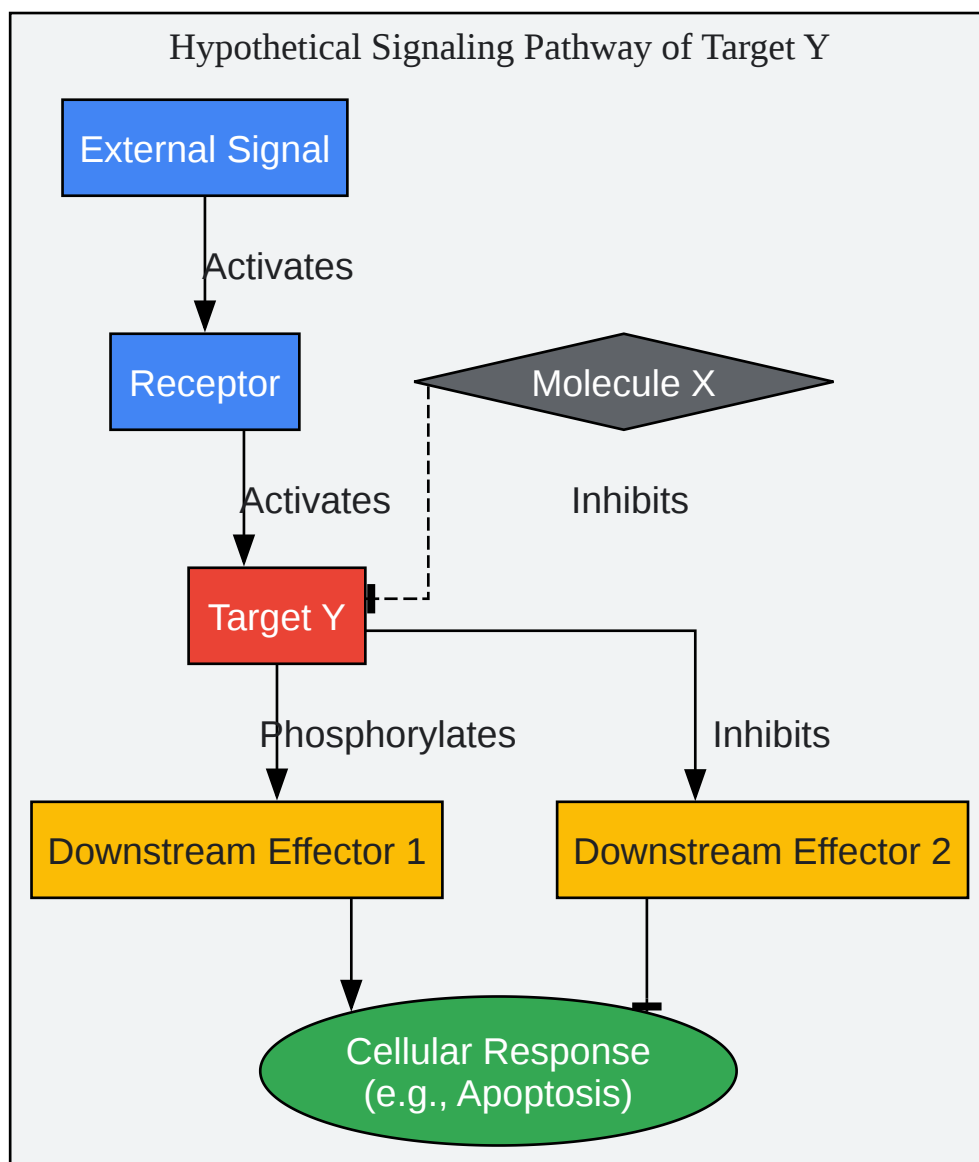 Hypothetical Signaling Pathway of Target Y
External Signal
Activates
Receptor
Molecule X
Activates
Inhibits
Target Y
Phosphorylates
Inhibits
Downstream Effector 1
Downstream Effector 2
Cellular Response
(e.g., Apoptosis)